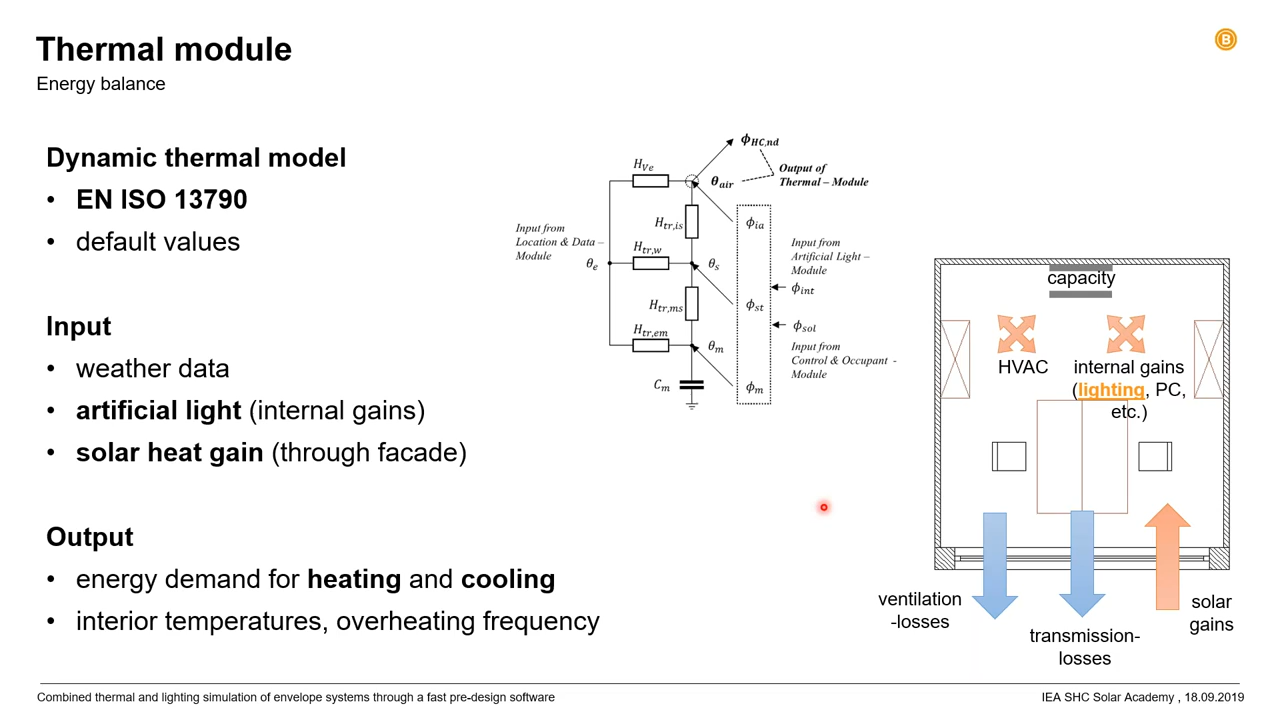 Thermal module
B
Energy balance
Dynamic thermal model
• EN ISO 13790
• default values
Input
• weather data
• artificial light (internal gains)
• solar heat gain (through facade)
Output
• energy demand for heating and cooling
• interior temperatures, overheating frequency
ϕHC,nd
HVe
θair
Output of
Thermal – Module
Htr,is
ϕia
Input from
Location & Data –
Module
Htr,w
θe
θs
Input from
Artificial Light –
Module
ϕint
Htr,ms
ϕst
ϕsol
Htr,em
θm
Input from
Control & Occupant -
Module
Cm
ϕm
capacity
HVAC
internal gains
(lighting, PC,
etc.)
ventilation
-losses
transmission-
losses
solar
gains
Combined thermal and lighting simulation of envelope systems through a fast pre-design software
IEA SHC Solar Academy , 18.09.2019